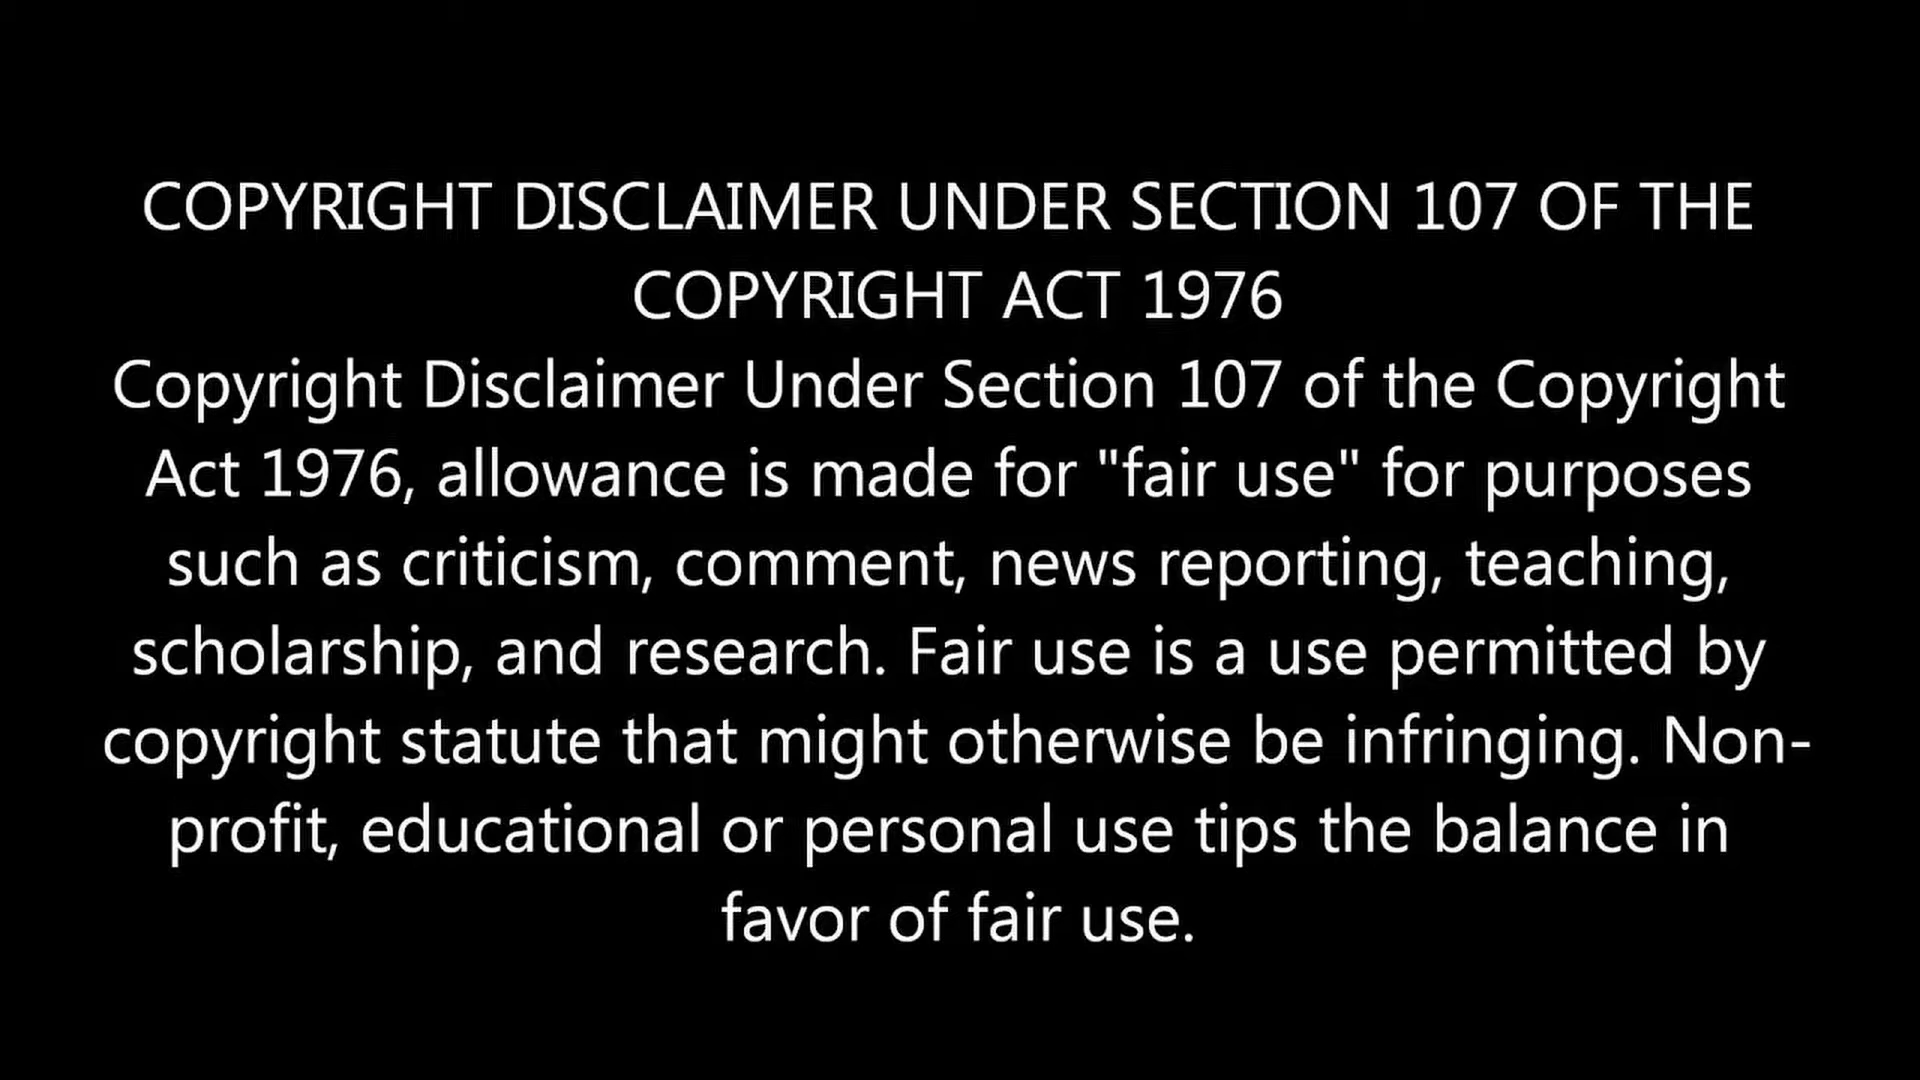 COPYRIGHT DISCLAIMER UNDER SECTION 107 OF THE
COPYRIGHT ACT 1976
Copyright Disclaimer Under Section 107 of the Copyright
Act 1976, allowance is made for "fair use" for purposes
such as criticism, comment, news reporting, teaching,
scholarship, and research. Fair use is a use permitted by
copyright statute that might otherwise be infringing. Non-
profit, educational or personal use tips the balance in
favor of fair use.